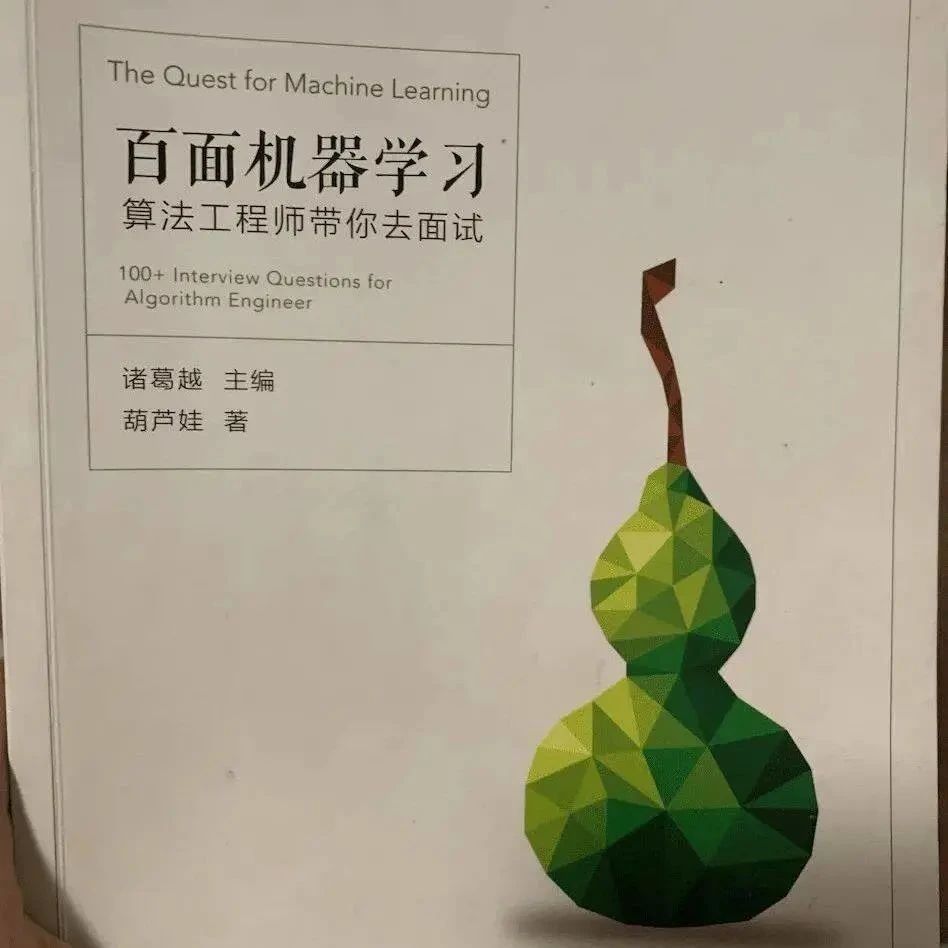 The Quest for Machine Learning
百面机器学习
算法工程师带你去面试
100+ Interview Questions for
Algorithm Engineer
诸葛越 主编
葫芦娃 著